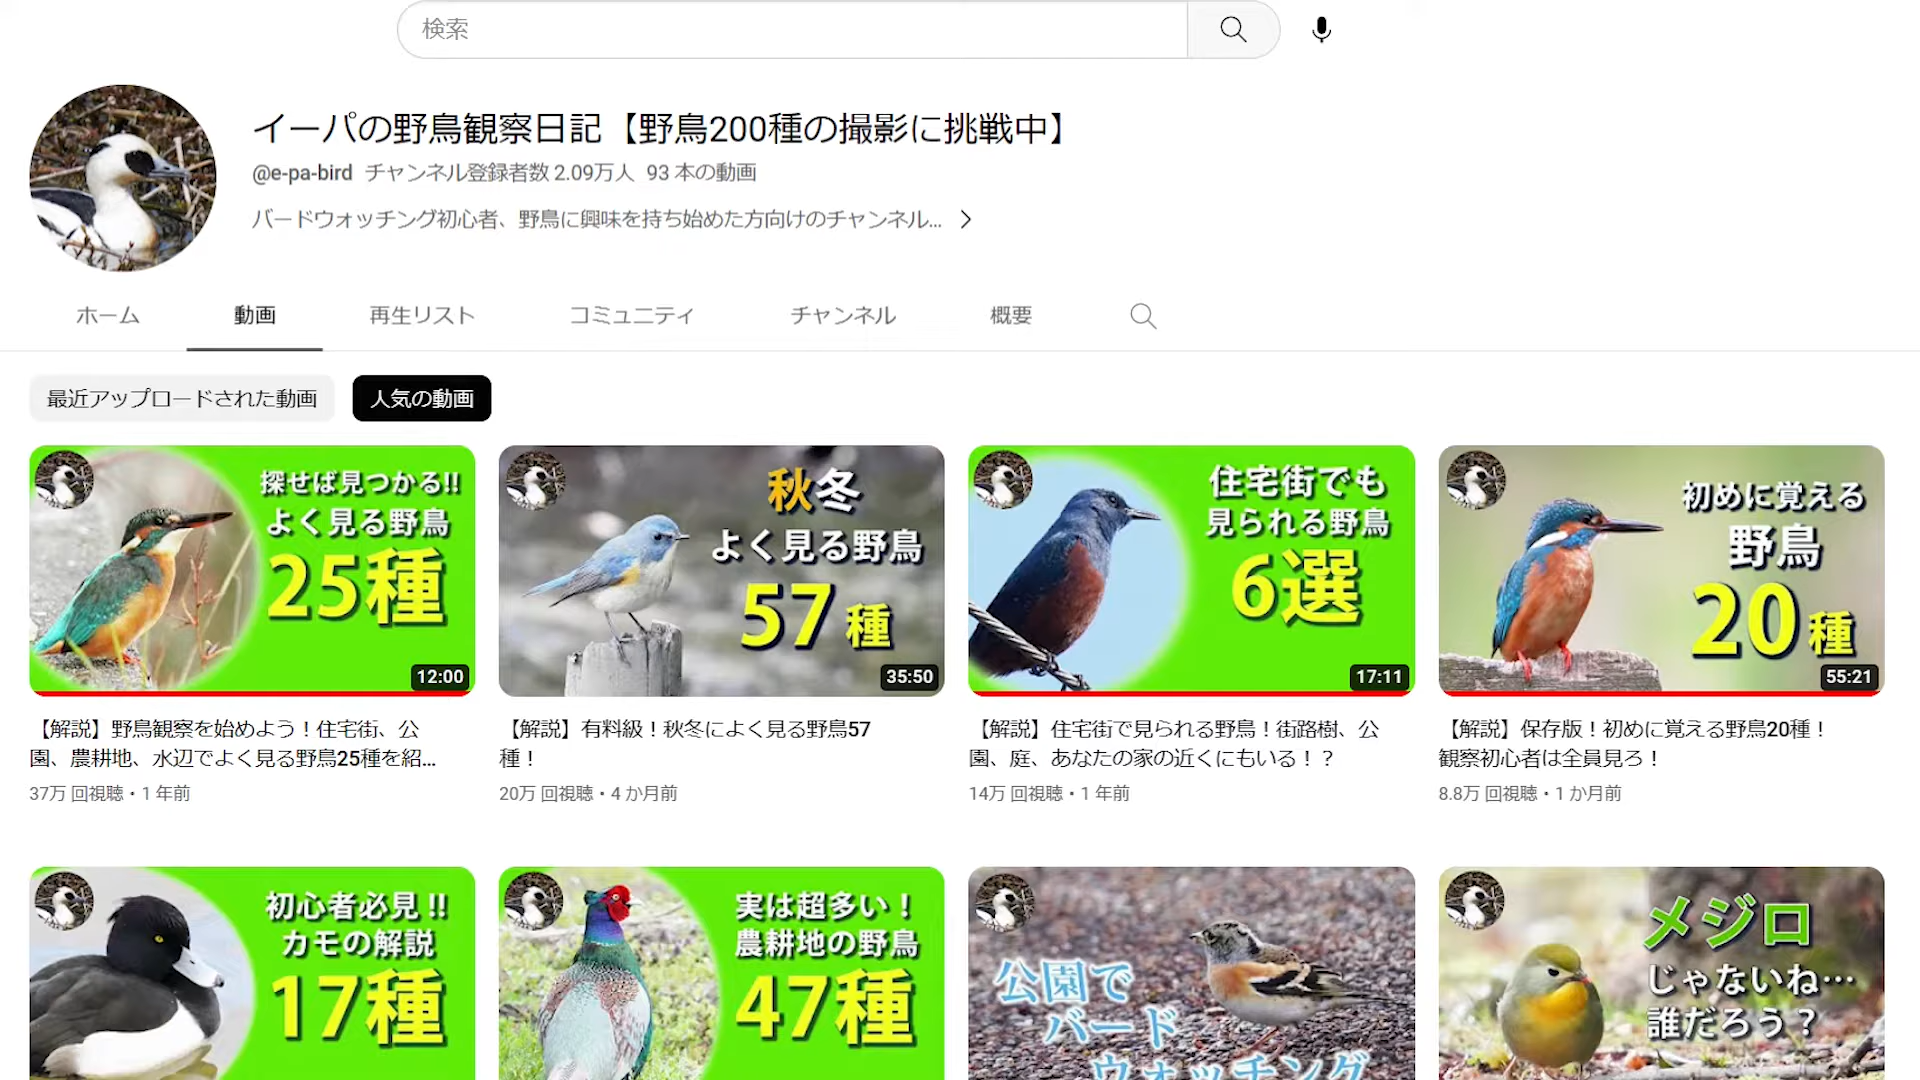 検索
イーパの野鳥観察日記【野鳥200種の撮影に挑戦中】
@e-pa-bird チャンネル登録者数 2.09万人 93 本の動画
バードウォッチング初心者、野鳥に興味を持ち始めた方向けのチャンネル...
ホーム 動画 再生リスト コミュニティ チャンネル 概要
最近アップロードされた動画 人気の動画
探せば見つかる!!
よく見る野鳥
25種
12:00
秋冬
よく見る野鳥
57種
35:50
住宅街でも
見られる野鳥
6選
17:11
初めに覚える
野鳥
20種
55:21
【解説】野鳥観察を始めよう！住宅街、公
園、農耕地、水辺でよく見る野鳥25種を紹...
37万 回視聴・1 年前
【解説】有料級！秋冬によく見る野鳥57
種！
20万 回視聴・4 か月前
【解説】住宅街で見られる野鳥！街路樹、公
園、庭、あなたの家の近くにもいる！？
14万 回視聴・1 年前
【解説】保存版！初めに覚える野鳥20種！
観察初心者は全員見ろ！
8.8万 回視聴・1 か月前
初心者必見!!
カモの解説
17種
実は超多い！
農耕地の野鳥
47種
公園で
バード
ウォッチング
メジロ
じゃないね…
誰だろう？